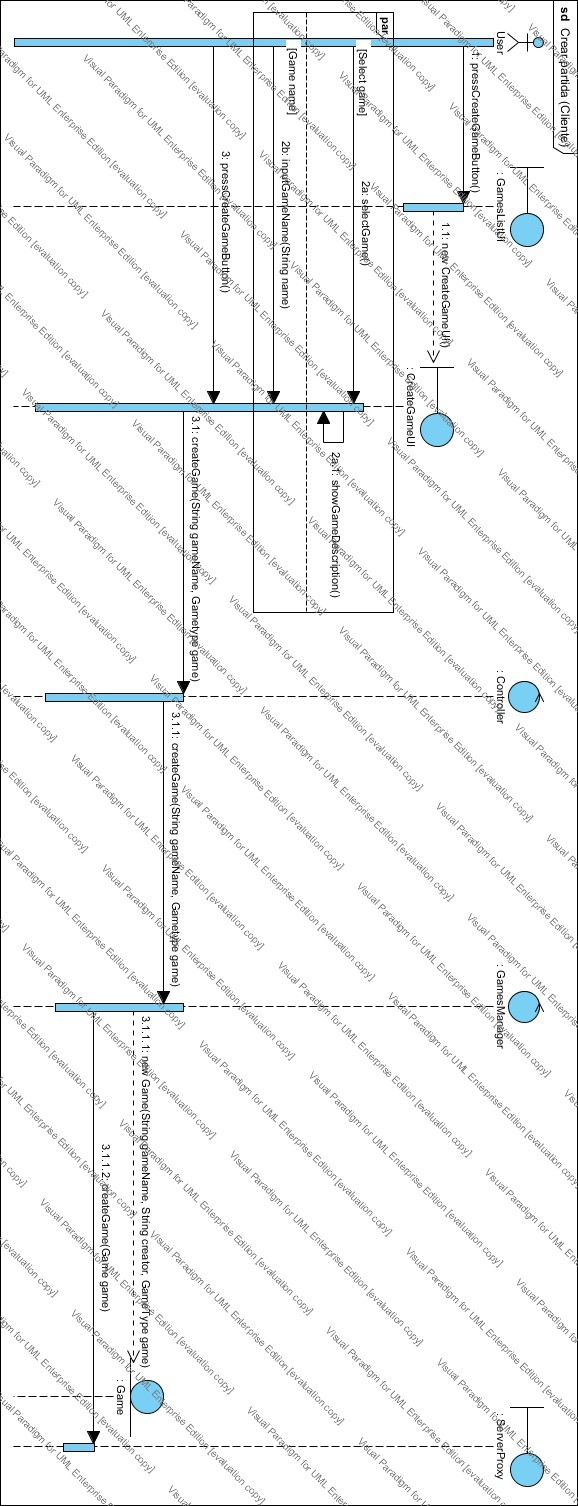 sd Crear partida (Cliente)
User
: GamesListUI
: CreateGameUI
: Controller
: GamesManager
: ServerProxy
1: pressCreateGameButton()
1.1: new CreateGameUI()
par
[Select game]
2a: selectGame()
2a.1: showGameDescription()
[Game name]
2b: inputGameName(String name)
3: pressCreateGameButton()
3.1: createGame(String gameName, Gametype game)
3.1.1: createGame(String gameName, Gametype game)
3.1.1.1: new Game(String gameName, String creator, GameType game)
: Game
3.1.1.2: createGame(Game game)
Visual Paradigm for UML Enterprise Edition [evaluation copy]